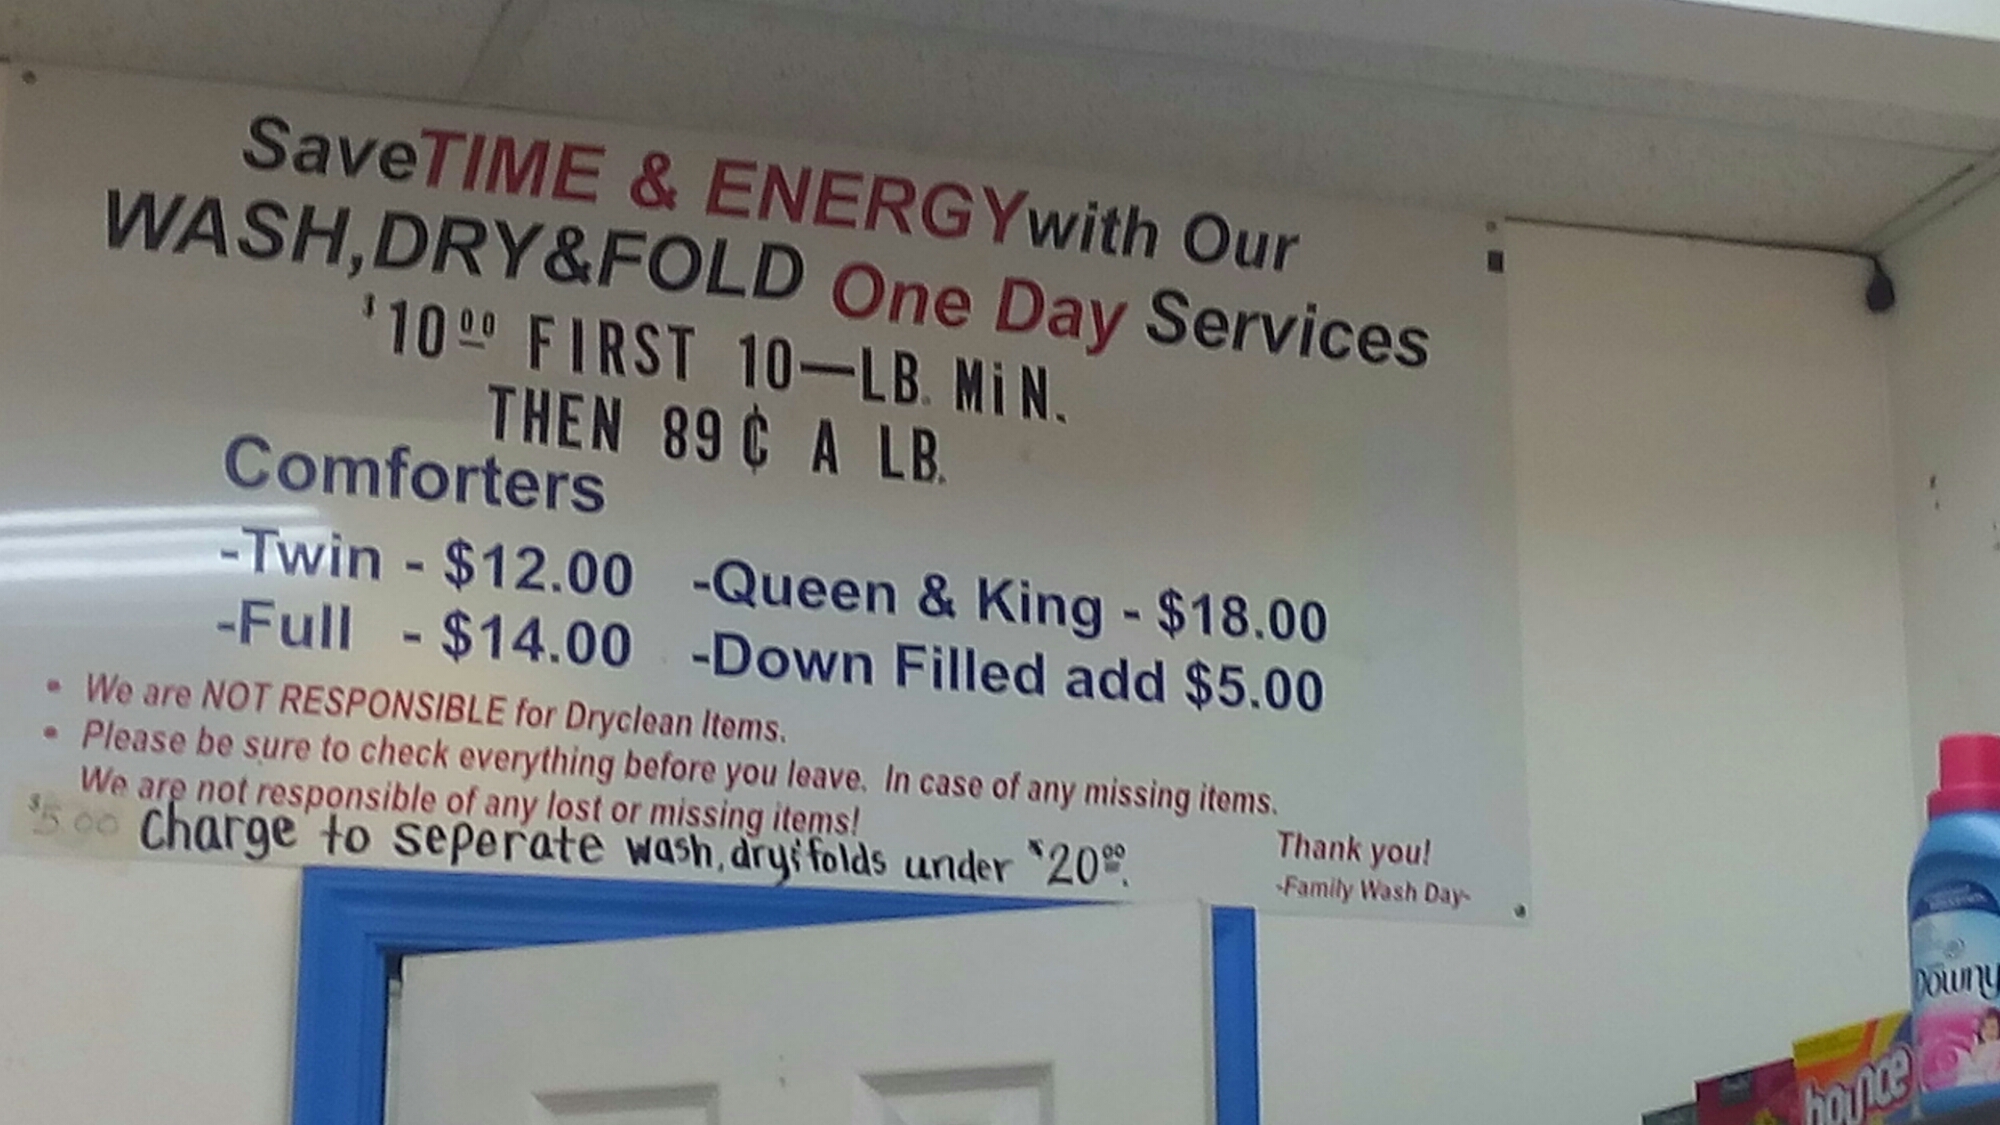 SaveTIME & ENERGYwith Our
WASH,DRY&FOLD One Day Services
$10.00 FIRST 10—LB. MiN.
THEN 89¢ A LB.
Comforters
-Twin - $12.00 -Queen & King - $18.00
-Full - $14.00 -Down Filled add $5.00
• We are NOT RESPONSIBLE for Dryclean Items.
• Please be sure to check everything before you leave. In case of any missing items.
We are not responsible of any lost or missing items!
$5.00 Charge to seperate wash,dry&folds under $20.00.
Thank you!
-Family Wash Day-
Downy
bounce